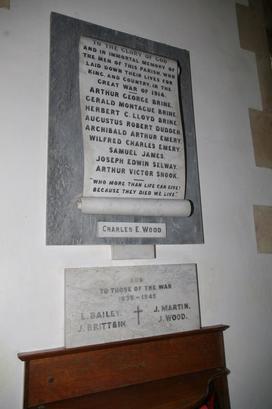 TO THE GLORY OF GOD
AND IN IMMORTAL MEMORY OF
THE MEN OF THIS PARISH, WHO
LAID DOWN THEIR LIVES FOR
KING AND COUNTRY, IN THE
GREAT WAR OF 1914.
ARTHUR GEORGE BRINE.
GERALD MONTAGUE BRINE.
HERBERT C. LLOYD BRINE.
AUGUSTUS ROBERT DUDDEN.
ARCHIBALD ARTHUR EMERY.
WILFRED CHARLES EMERY.
SAMUEL JAMES.
JOSEPH EDWIN SELWAY.
ARTHUR VICTOR SNOOK.
"WHO MORE THAN LIFE CAN GIVE?
BECAUSE THEY DIED WE LIVE."
CHARLES E. WOOD.
AND
TO THOSE OF THE WAR
1939-1945
L. BAILEY. J. MARTIN.
J. BRITTAIN J. WOOD.